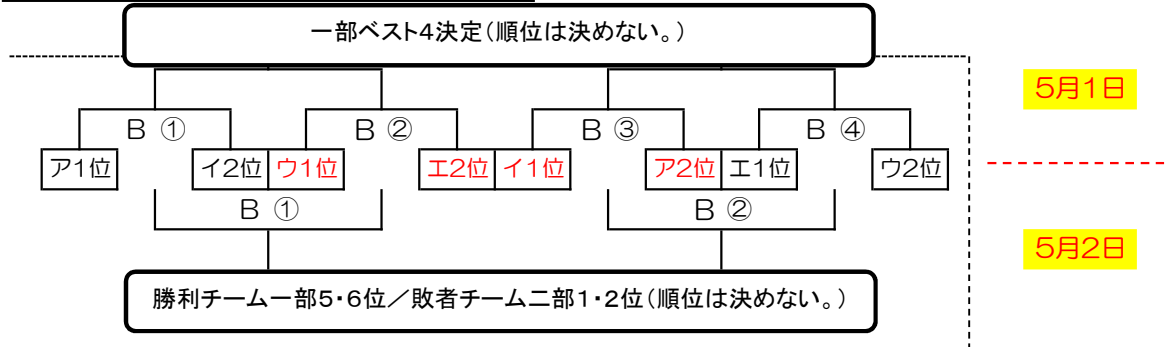 一部ベスト4決定(順位は決めない。)
5月1日
B ① B ② B ③ B ④
ア1位 イ2位 ウ1位 エ2位 イ1位 ア2位 エ1位 ウ2位
B ① B ②
5月2日
勝利チーム一部5・6位／敗者チーム二部1・2位(順位は決めない。)